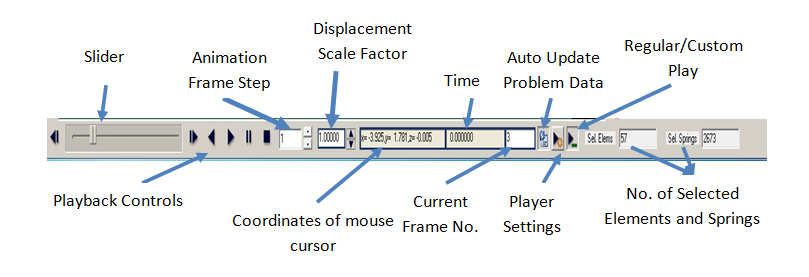 Displacement
Scale Factor
Slider
Animation
Frame Step
Time
Auto Update
Problem Data
Regular/Custom
Play
1
1.00000
x= -3.925,y= 1.781,z= -0.005
0.000000
3
Sel. Elems
57
Sel. Springs
2673
Playback Controls
Coordinates of mouse
cursor
Current
Frame No.
Player
Settings
No. of Selected
Elements and Springs